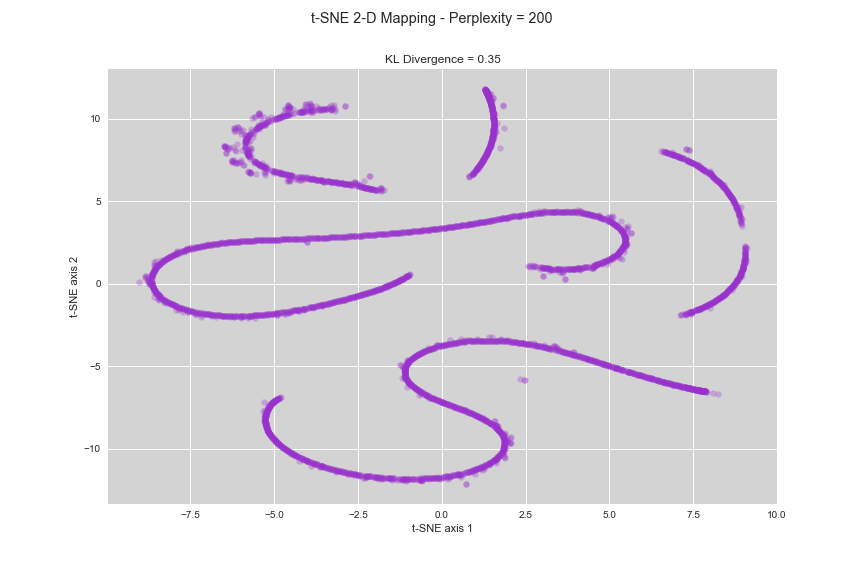 t-SNE 2-D Mapping - Perplexity = 200
KL Divergence = 0.35
10
5
0
−5
−10
t-SNE axis 2
−7.5 −5.0 −2.5 0.0 2.5 5.0 7.5 10.0
t-SNE axis 1